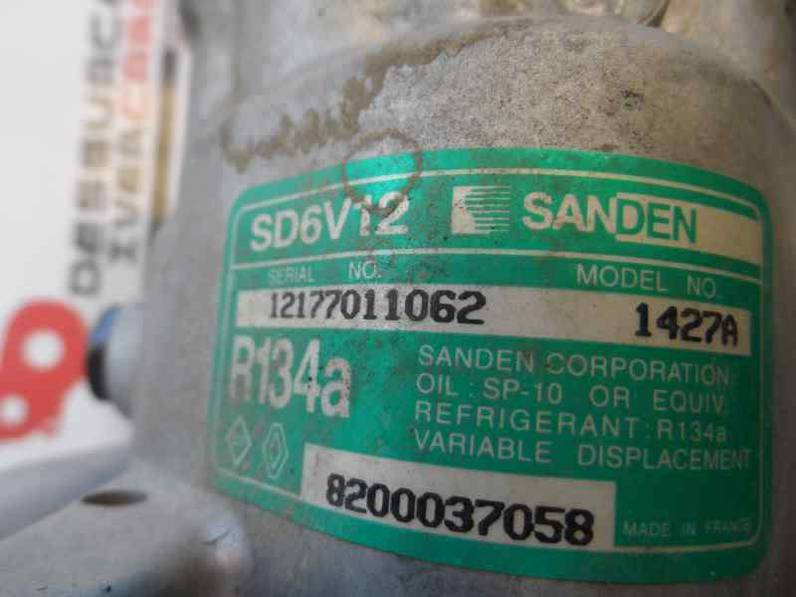 DESGUACE
SD6V12 SANDEN
SERIAL NO. MODEL NO.
12177011062 1427A
R134a
SANDEN CORPORATION
OIL : SP-10 OR EQUIV.
REFRIGERANT : R134a
VARIABLE DISPLACEMENT
8200037058
MADE IN FRANCE